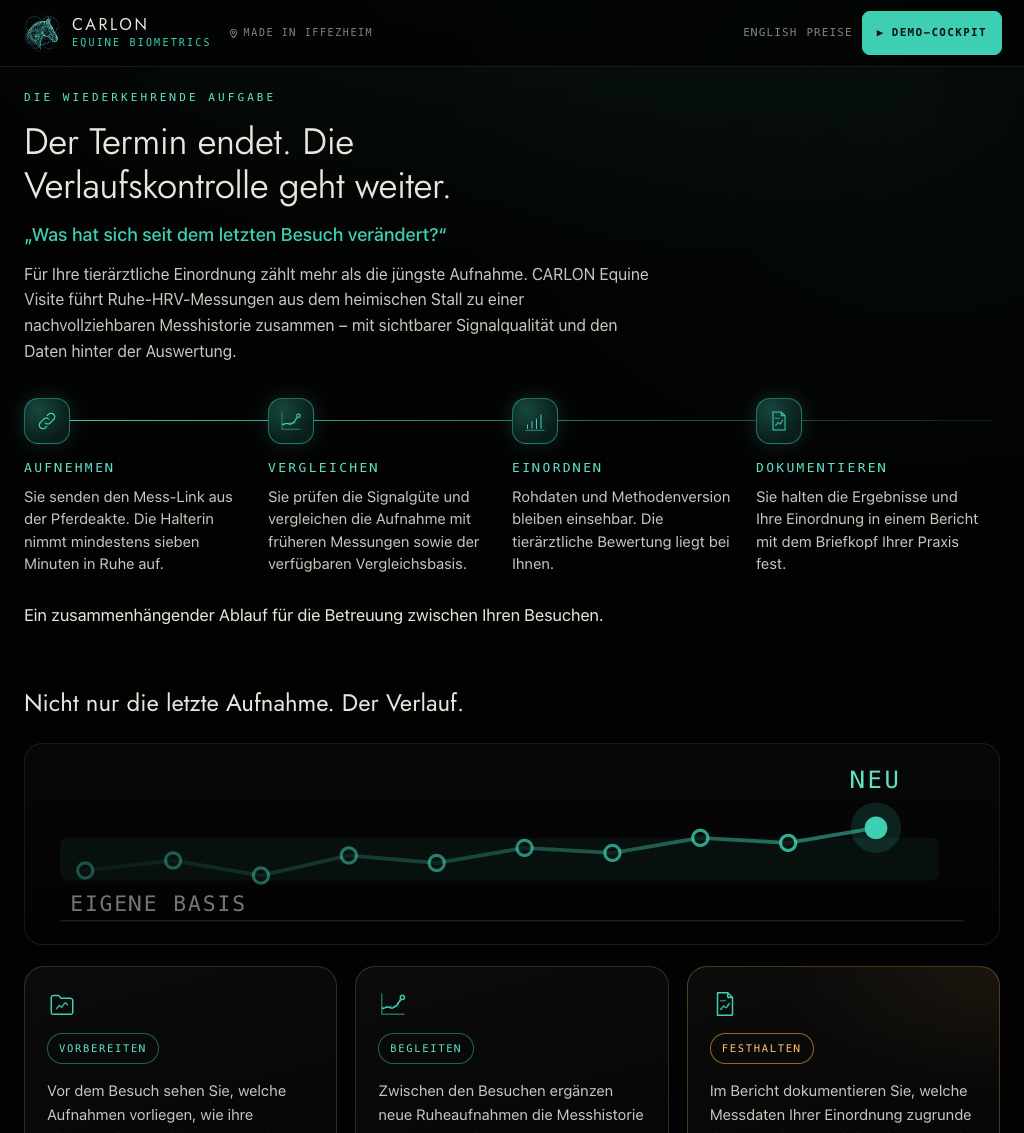 CARLON
EQUINE BIOMETRICS
MADE IN IFFEZHEIM
ENGLISH PREISE
▶ DEMO-COCKPIT
DIE WIEDERKEHRENDE AUFGABE
Der Termin endet. Die
Verlaufskontrolle geht weiter.
„Was hat sich seit dem letzten Besuch verändert?“
Für Ihre tierärztliche Einordnung zählt mehr als die jüngste Aufnahme. CARLON Equine
Visite führt Ruhe-HRV-Messungen aus dem heimischen Stall zu einer
nachvollziehbaren Messhistorie zusammen – mit sichtbarer Signalqualität und den
Daten hinter der Auswertung.
AUFNEHMEN
Sie senden den Mess-Link aus
der Pferdeakte. Die Halterin
nimmt mindestens sieben
Minuten in Ruhe auf.
VERGLEICHEN
Sie prüfen die Signalgüte und
vergleichen die Aufnahme mit
früheren Messungen sowie der
verfügbaren Vergleichsbasis.
EINORDNEN
Rohdaten und Methodenversion
bleiben einsehbar. Die
tierärztliche Bewertung liegt bei
Ihnen.
DOKUMENTIEREN
Sie halten die Ergebnisse und
Ihre Einordnung in einem Bericht
mit dem Briefkopf Ihrer Praxis
fest.
Ein zusammenhängender Ablauf für die Betreuung zwischen Ihren Besuchen.
Nicht nur die letzte Aufnahme. Der Verlauf.
NEU
EIGENE BASIS
VORBEREITEN
Vor dem Besuch sehen Sie, welche
Aufnahmen vorliegen, wie ihre
BEGLEITEN
Zwischen den Besuchen ergänzen
neue Ruheaufnahmen die Messhistorie
FESTHALTEN
Im Bericht dokumentieren Sie, welche
Messdaten Ihrer Einordnung zugrunde